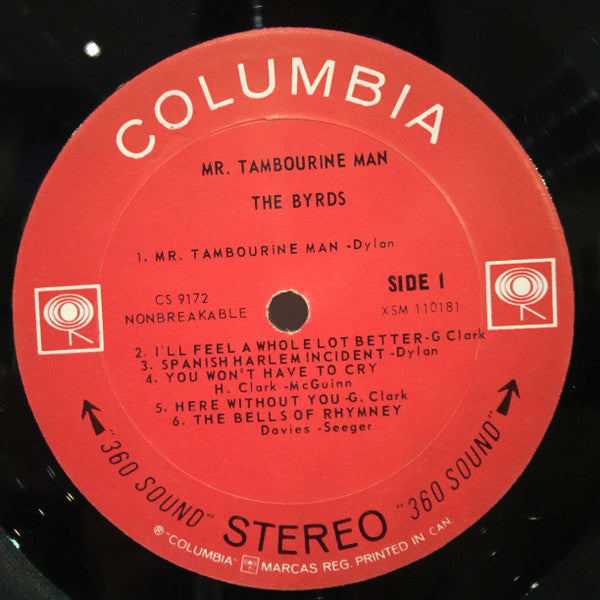 COLUMBIA
MR. TAMBOURINE MAN
THE BYRDS
1. MR. TAMBOURINE MAN -Dylan
CS 9172
NONBREAKABLE
SIDE 1
XSM 110181
2. I'LL FEEL A WHOLE LOT BETTER-G Clark
3. SPANISH HARLEM INCIDENT -Dylan
4. YOU WON'T HAVE TO CRY
H. Clark -McGuinn
5. HERE WITHOUT YOU -G. Clark
6. THE BELLS OF RHYMNEY
Davies -Seeger
"360 SOUND" STEREO "360 SOUND"
® "COLUMBIA" MARCAS REG. PRINTED IN CAN.